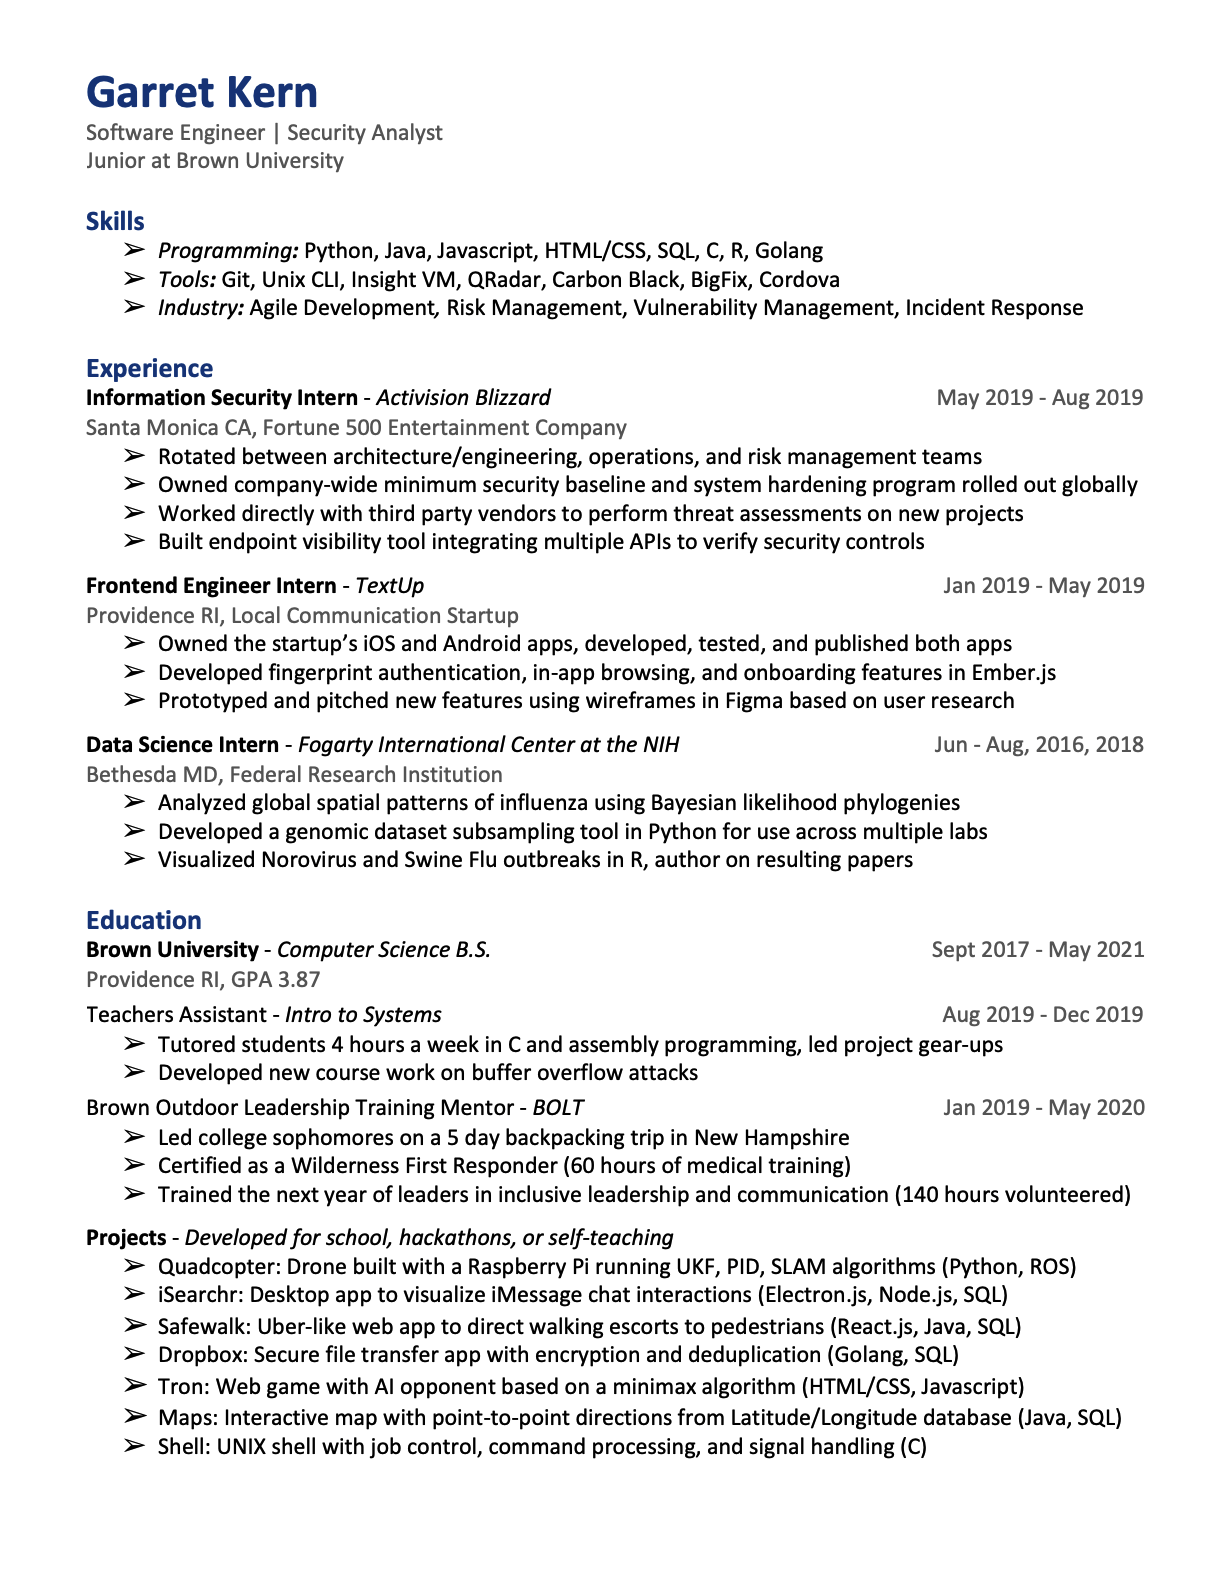 Garret Kern
Software Engineer | Security Analyst
Junior at Brown University
Skills
➢ Programming: Python, Java, Javascript, HTML/CSS, SQL, C, R, Golang
➢ Tools: Git, Unix CLI, Insight VM, QRadar, Carbon Black, BigFix, Cordova
➢ Industry: Agile Development, Risk Management, Vulnerability Management, Incident Response
Experience
Information Security Intern - Activision Blizzard May 2019 - Aug 2019
Santa Monica CA, Fortune 500 Entertainment Company
➢ Rotated between architecture/engineering, operations, and risk management teams
➢ Owned company-wide minimum security baseline and system hardening program rolled out globally
➢ Worked directly with third party vendors to perform threat assessments on new projects
➢ Built endpoint visibility tool integrating multiple APIs to verify security controls
Frontend Engineer Intern - TextUp Jan 2019 - May 2019
Providence RI, Local Communication Startup
➢ Owned the startup’s iOS and Android apps, developed, tested, and published both apps
➢ Developed fingerprint authentication, in-app browsing, and onboarding features in Ember.js
➢ Prototyped and pitched new features using wireframes in Figma based on user research
Data Science Intern - Fogarty International Center at the NIH Jun - Aug, 2016, 2018
Bethesda MD, Federal Research Institution
➢ Analyzed global spatial patterns of influenza using Bayesian likelihood phylogenies
➢ Developed a genomic dataset subsampling tool in Python for use across multiple labs
➢ Visualized Norovirus and Swine Flu outbreaks in R, author on resulting papers
Education
Brown University - Computer Science B.S. Sept 2017 - May 2021
Providence RI, GPA 3.87
Teachers Assistant - Intro to Systems Aug 2019 - Dec 2019
➢ Tutored students 4 hours a week in C and assembly programming, led project gear-ups
➢ Developed new course work on buffer overflow attacks
Brown Outdoor Leadership Training Mentor - BOLT Jan 2019 - May 2020
➢ Led college sophomores on a 5 day backpacking trip in New Hampshire
➢ Certified as a Wilderness First Responder (60 hours of medical training)
➢ Trained the next year of leaders in inclusive leadership and communication (140 hours volunteered)
Projects - Developed for school, hackathons, or self-teaching
➢ Quadcopter: Drone built with a Raspberry Pi running UKF, PID, SLAM algorithms (Python, ROS)
➢ iSearchr: Desktop app to visualize iMessage chat interactions (Electron.js, Node.js, SQL)
➢ Safewalk: Uber-like web app to direct walking escorts to pedestrians (React.js, Java, SQL)
➢ Dropbox: Secure file transfer app with encryption and deduplication (Golang, SQL)
➢ Tron: Web game with AI opponent based on a minimax algorithm (HTML/CSS, Javascript)
➢ Maps: Interactive map with point-to-point directions from Latitude/Longitude database (Java, SQL)
➢ Shell: UNIX shell with job control, command processing, and signal handling (C)